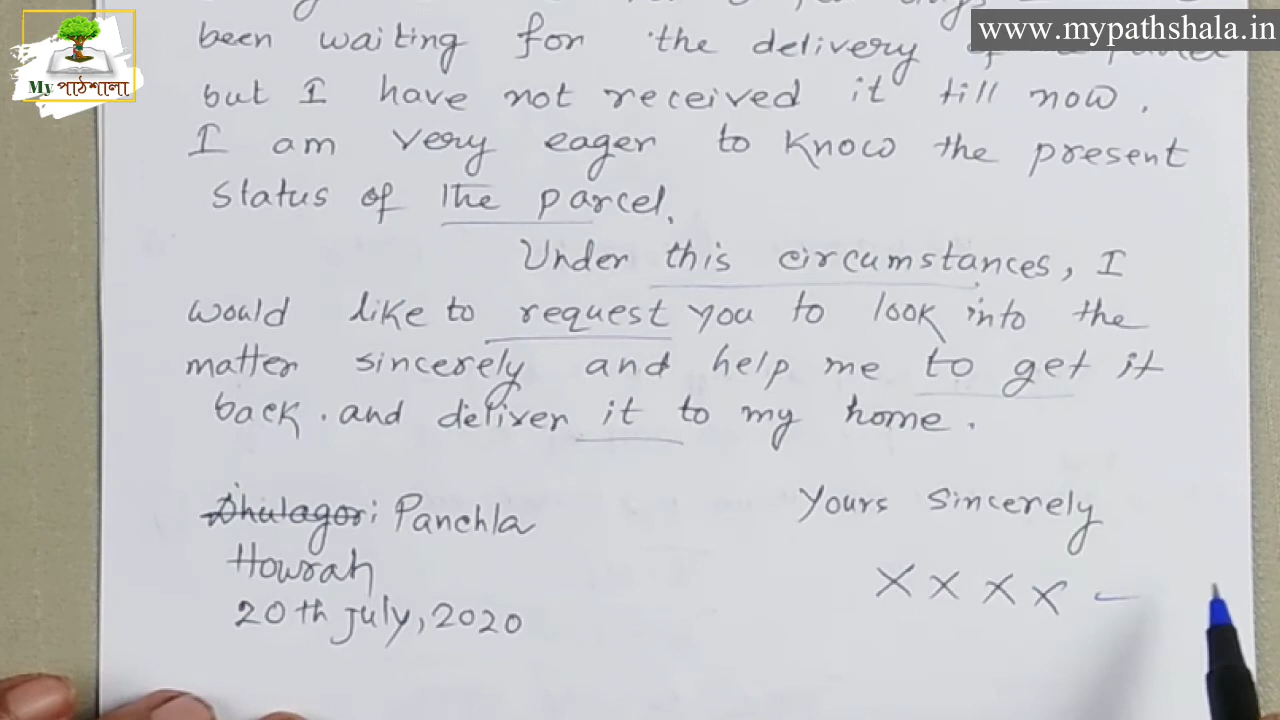 www.mypathshala.in
My পাঠশালা
been waiting for the delivery of
but I have not received it till now.
I am very eager to know the present
status of the parcel.
Under this circumstances, I
would like to request you to look into the
matter sincerely and help me to get it
back. and deliver it to my home.
Dhulagori Panchla
Howrah
20th july, 2020
Yours Sincerely
X X X X —